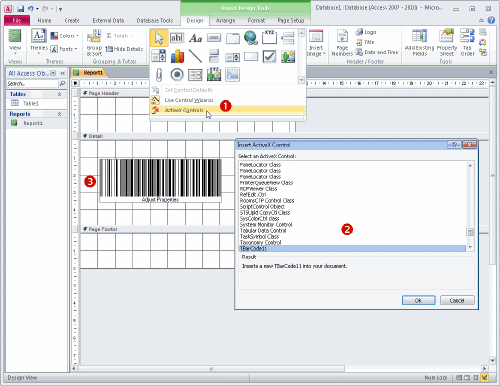 Report Design Tools
Database1 : Database (Access 2007 - 2010) - Micro...
File
Home
Create
External Data
Database Tools
Design
Arrange
Format
Page Setup
Views
Themes
Colors
Fonts
Group & Sort
Totals
Hide Details
Insert Image
Logo
Title
Date and Time
Add Existing Fields
Property Sheet
Tab Order
Views
Themes
Grouping & Totals
Header / Footer
Tools
Set Control Defaults
Use Control Wizards
ActiveX Controls
1
All Access Ob...
Search...
Tables
Table1
Reports
Report1
Report1
Page Header
Detail
3
Adjust Properties
Page Footer
Insert ActiveX Control
Select an ActiveX Control:
PaneLocator Class
PaneLocator Class
PrinterQueueView Class
RDPViewer Class
RefEdit.Ctrl
RoomsCTP Control Class
ScriptControl Object
STSUpld CopyCtl Class
SysColorCtrl class
System Monitor Control
Tabular Data Control
TaskSymbol Class
Taxonomy Control
TBarCode11
2
Result
Inserts a new TBarCode11 into your document.
OK
Cancel
Design View
Num Lock